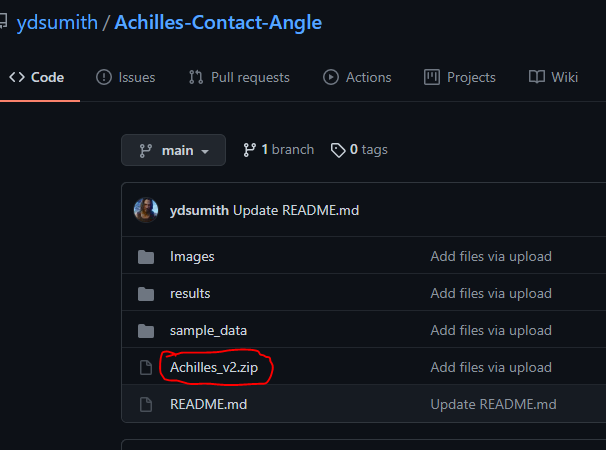 ydsumith / Achilles-Contact-Angle
Code Issues Pull requests Actions Projects Wiki
main 1 branch 0 tags
ydsumith Update README.md
Images Add files via upload
results Add files via upload
sample_data Add files via upload
Achilles_v2.zip Add files via upload
README.md Update README.md